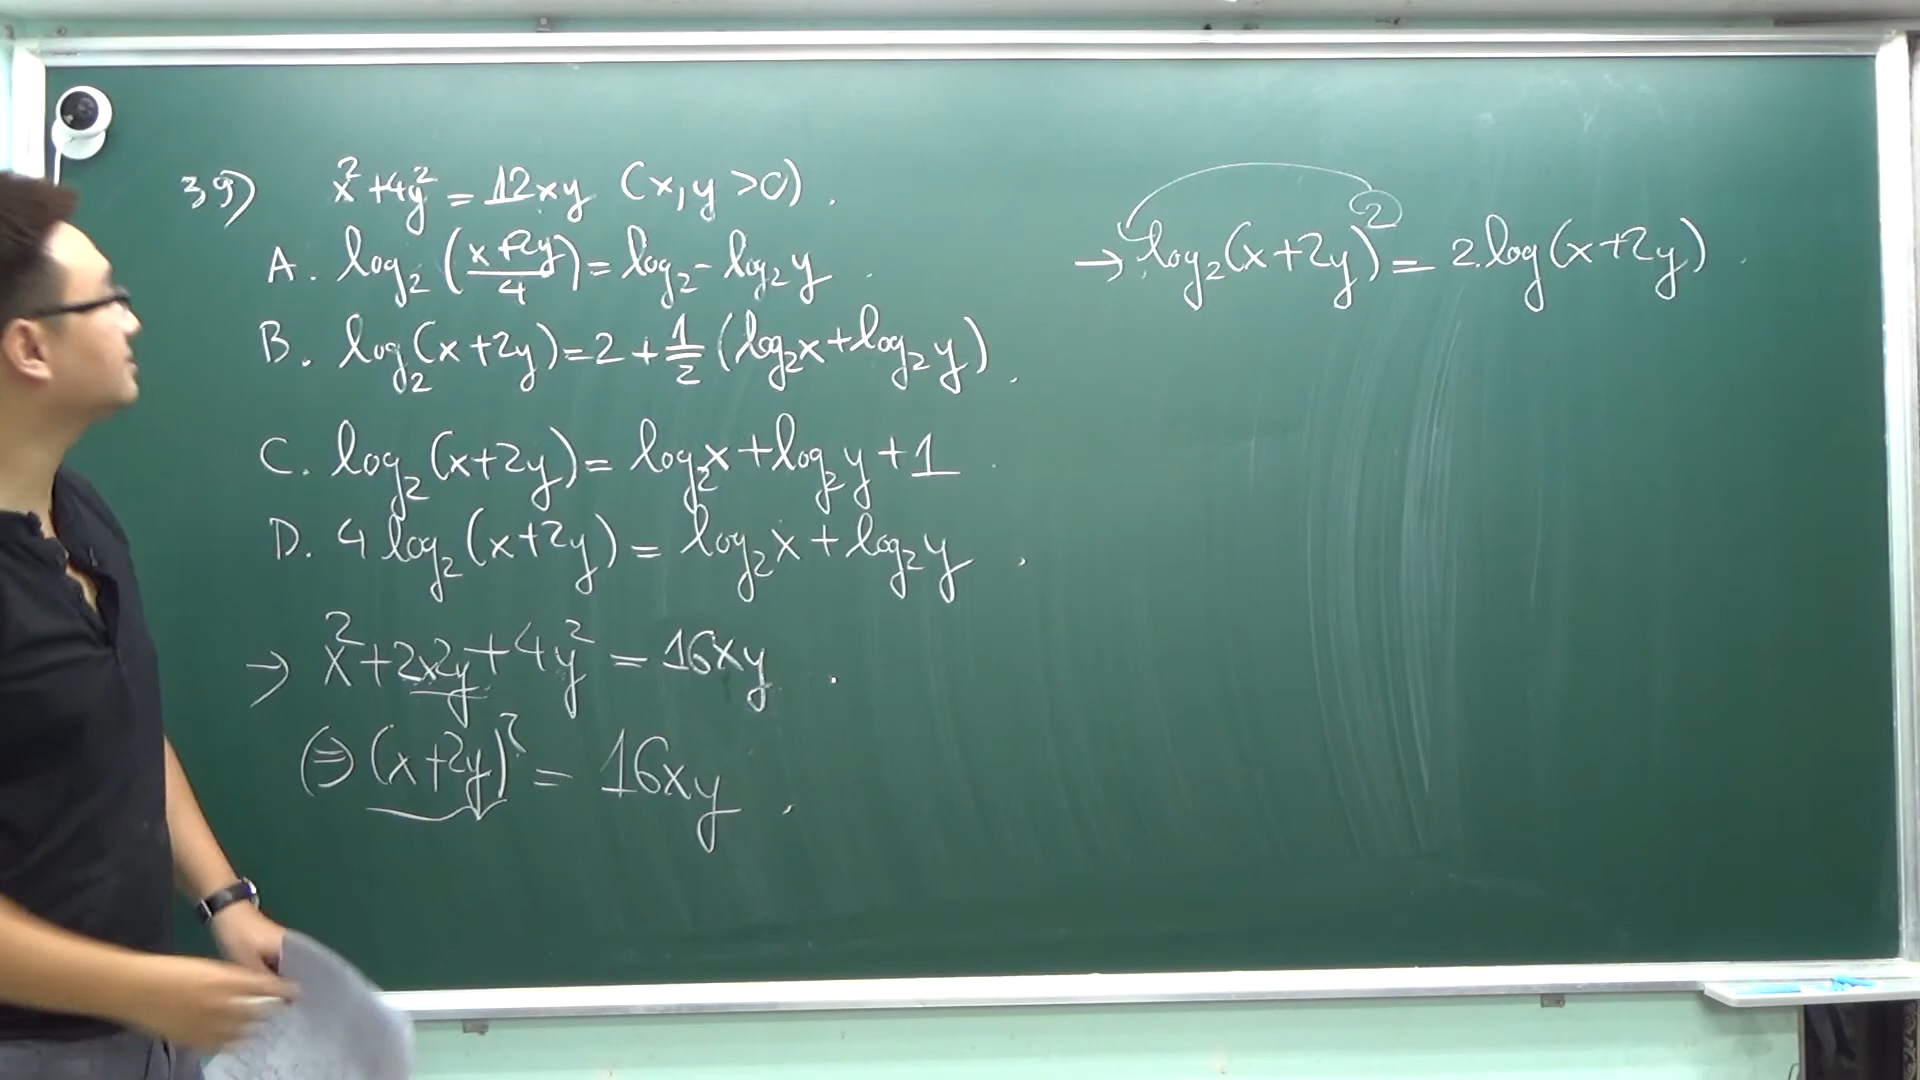 39) x² + 4y² = 12xy (x, y > 0).
A. log₂ ((x+2y)/4) = log₂ - log₂ y
B. log₂(x + 2y) = 2 + 1/2 (log₂x + log₂ y).
C. log₂(x+2y) = log₂x + log₂y + 1
D. 4 log₂(x+2y) = log₂x + log₂y.
→ x² + 2x2y + 4y² = 16xy.
(⇒) (x+2y)² = 16xy.
→ log₂(x+2y)² = 2.log(x+2y)